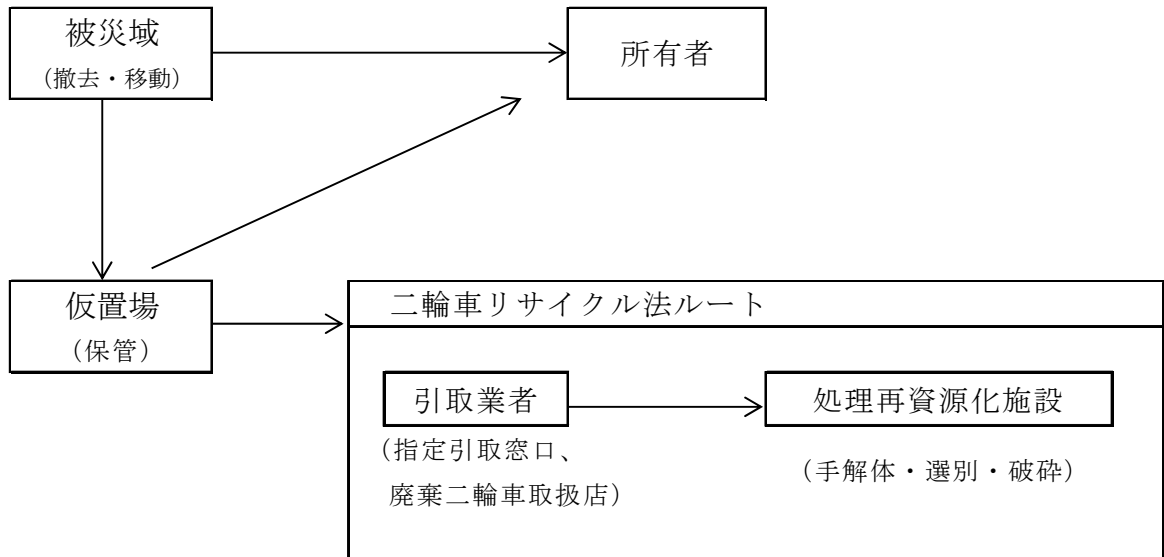 被災域
(撤去・移動)
所有者
仮置場
(保管)
二輪車リサイクル法ルート
引取業者
処理再資源化施設
(指定引取窓口、
廃棄二輪車取扱店)
(手解体・選別・破砕)